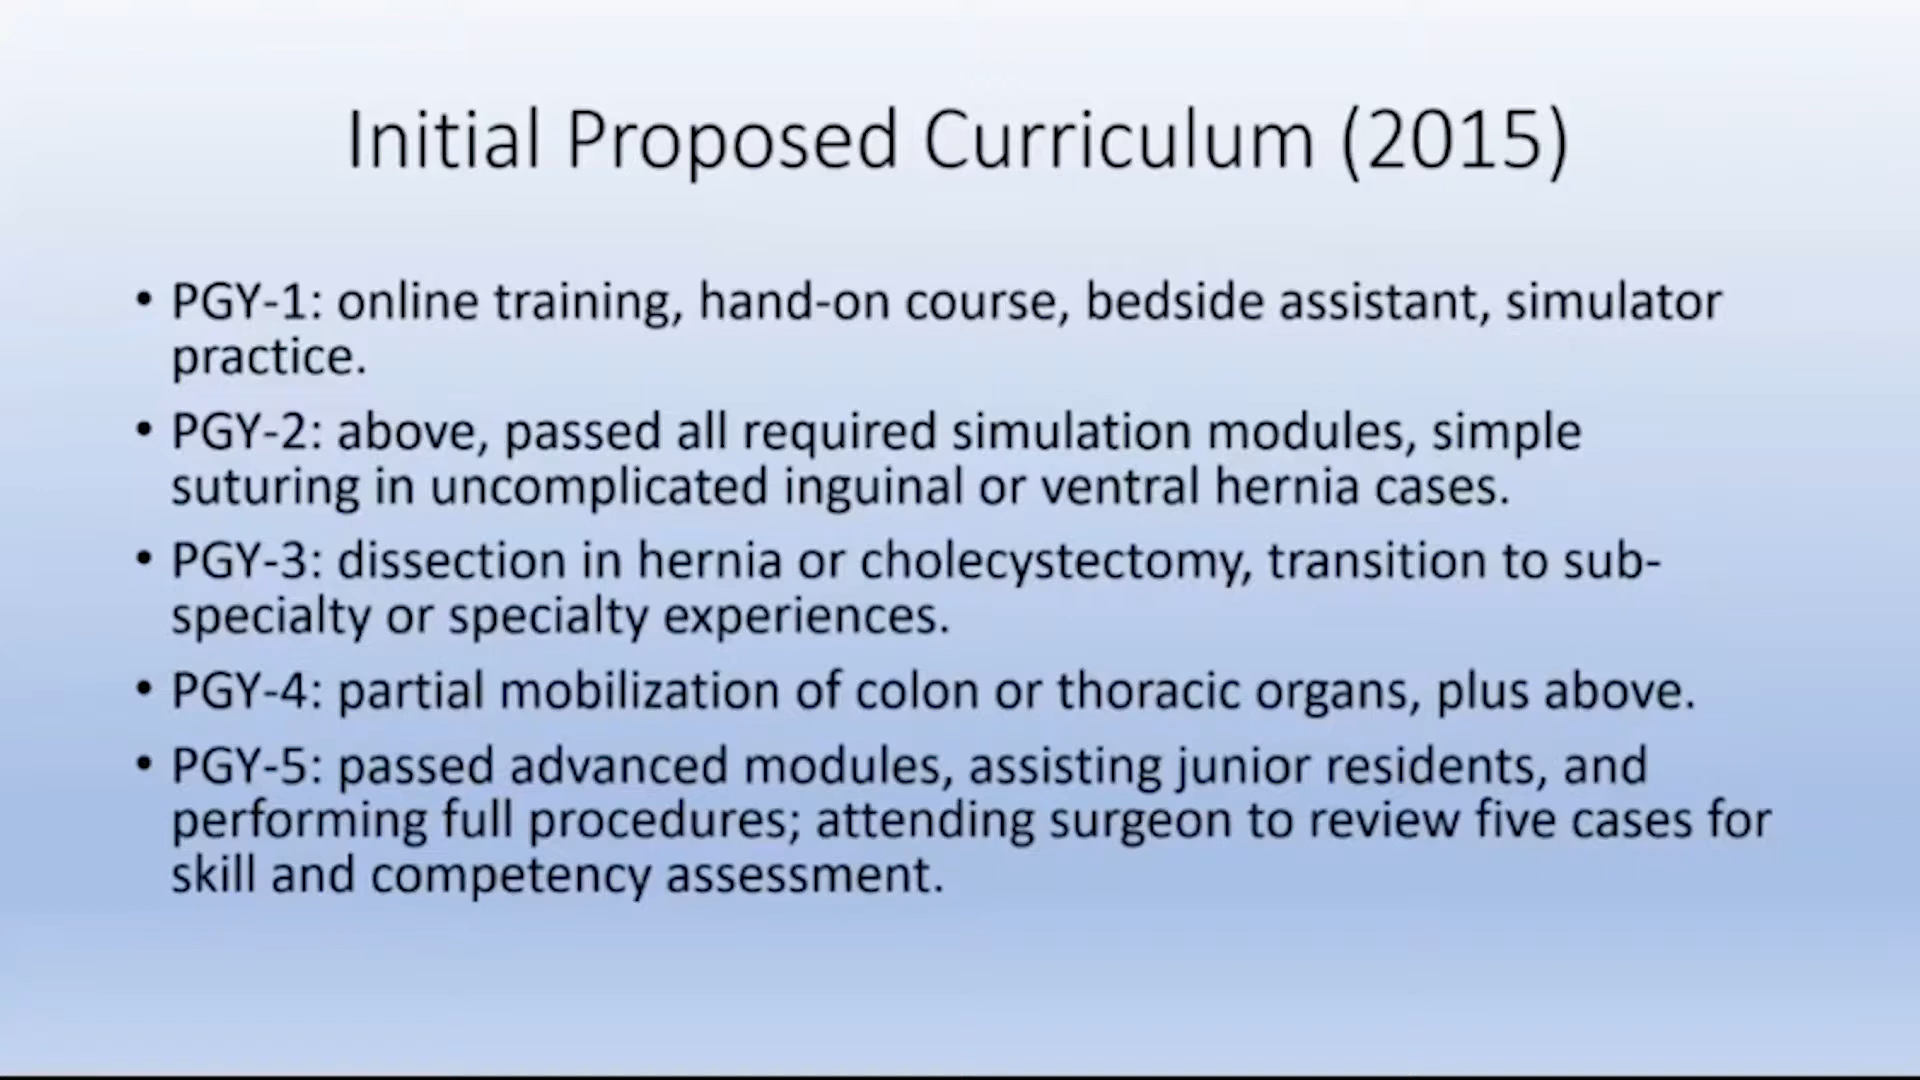 Initial Proposed Curriculum (2015)
• PGY-1: online training, hand-on course, bedside assistant, simulator
practice.
• PGY-2: above, passed all required simulation modules, simple
suturing in uncomplicated inguinal or ventral hernia cases.
• PGY-3: dissection in hernia or cholecystectomy, transition to sub-
specialty or specialty experiences.
• PGY-4: partial mobilization of colon or thoracic organs, plus above.
• PGY-5: passed advanced modules, assisting junior residents, and
performing full procedures; attending surgeon to review five cases for
skill and competency assessment.